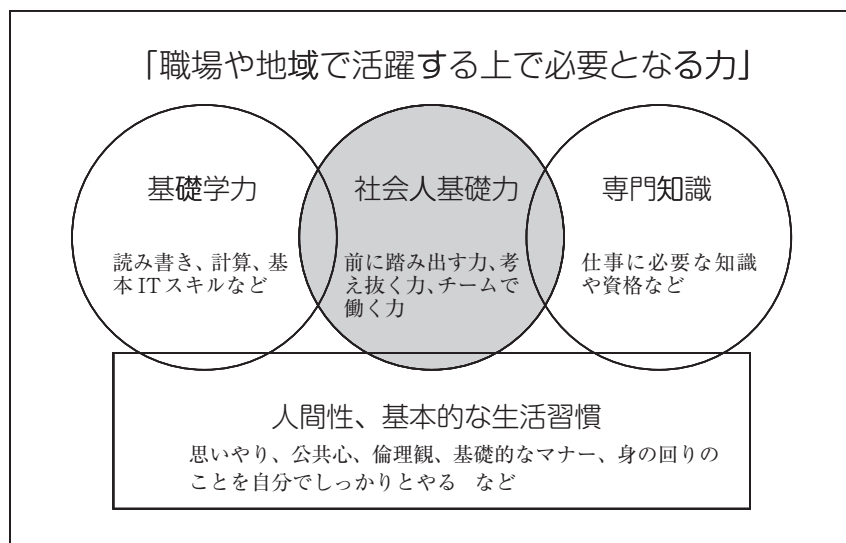 「職場や地域で活躍する上で必要となる力」
基礎学力
読み書き、計算、基
本ITスキルなど
社会人基礎力
前に踏み出す力、考
え抜く力、チームで
働く力
専門知識
仕事に必要な知識
や資格など
人間性、基本的な生活習慣
思いやり、公共心、倫理観、基礎的なマナー、身の回りの
ことを自分でしっかりとやる　など